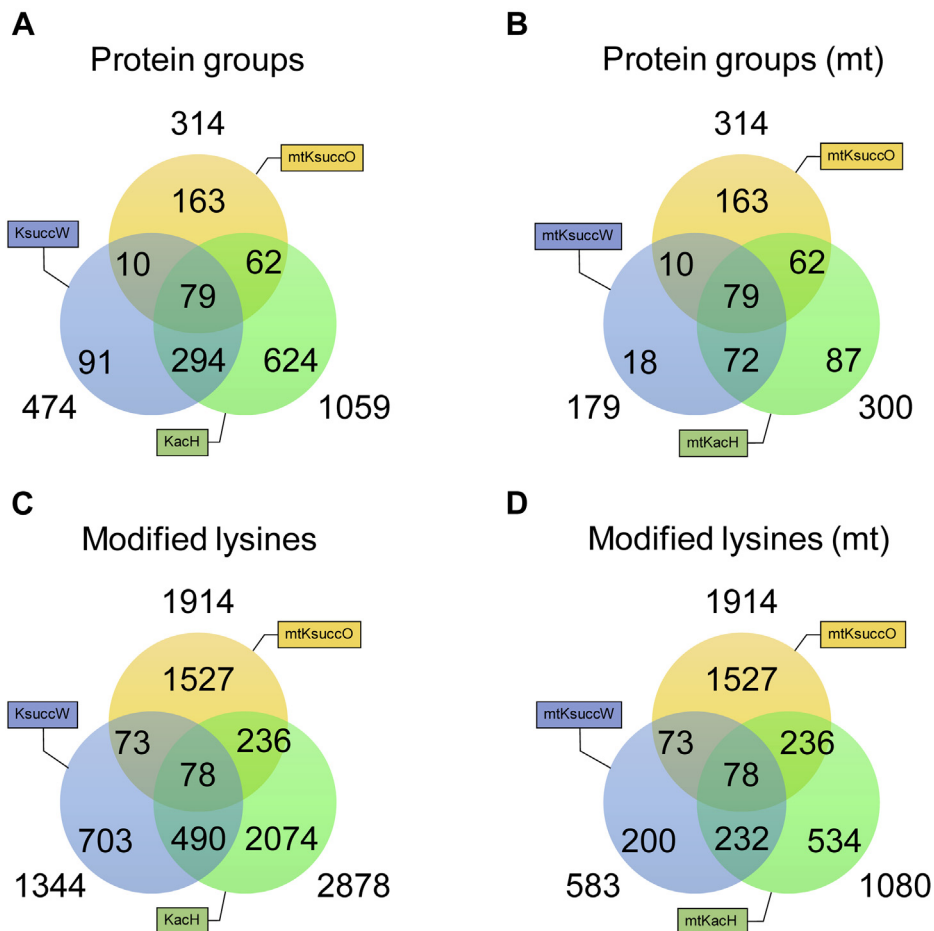 A
Protein groups
314
mtKsuccO
163
KsuccW
10
62
79
91
294
624
474
1059
KacH
B
Protein groups (mt)
314
mtKsuccO
163
mtKsuccW
10
62
79
18
72
87
179
300
mtKacH
C
Modified lysines
1914
mtKsuccO
1527
KsuccW
73
236
78
703
490
2074
1344
2878
KacH
D
Modified lysines (mt)
1914
mtKsuccO
1527
mtKsuccW
73
236
78
200
232
534
583
1080
mtKacH